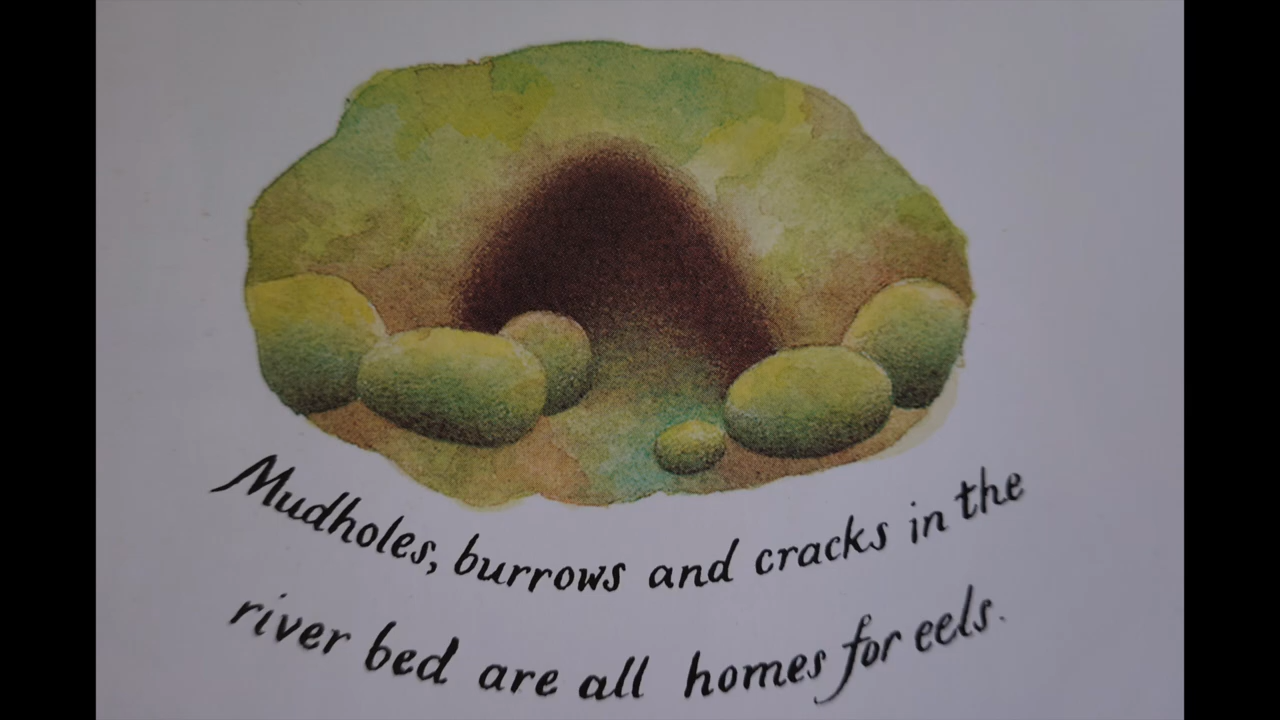 Mudholes, burrows and cracks in the
river bed are all homes for eels.